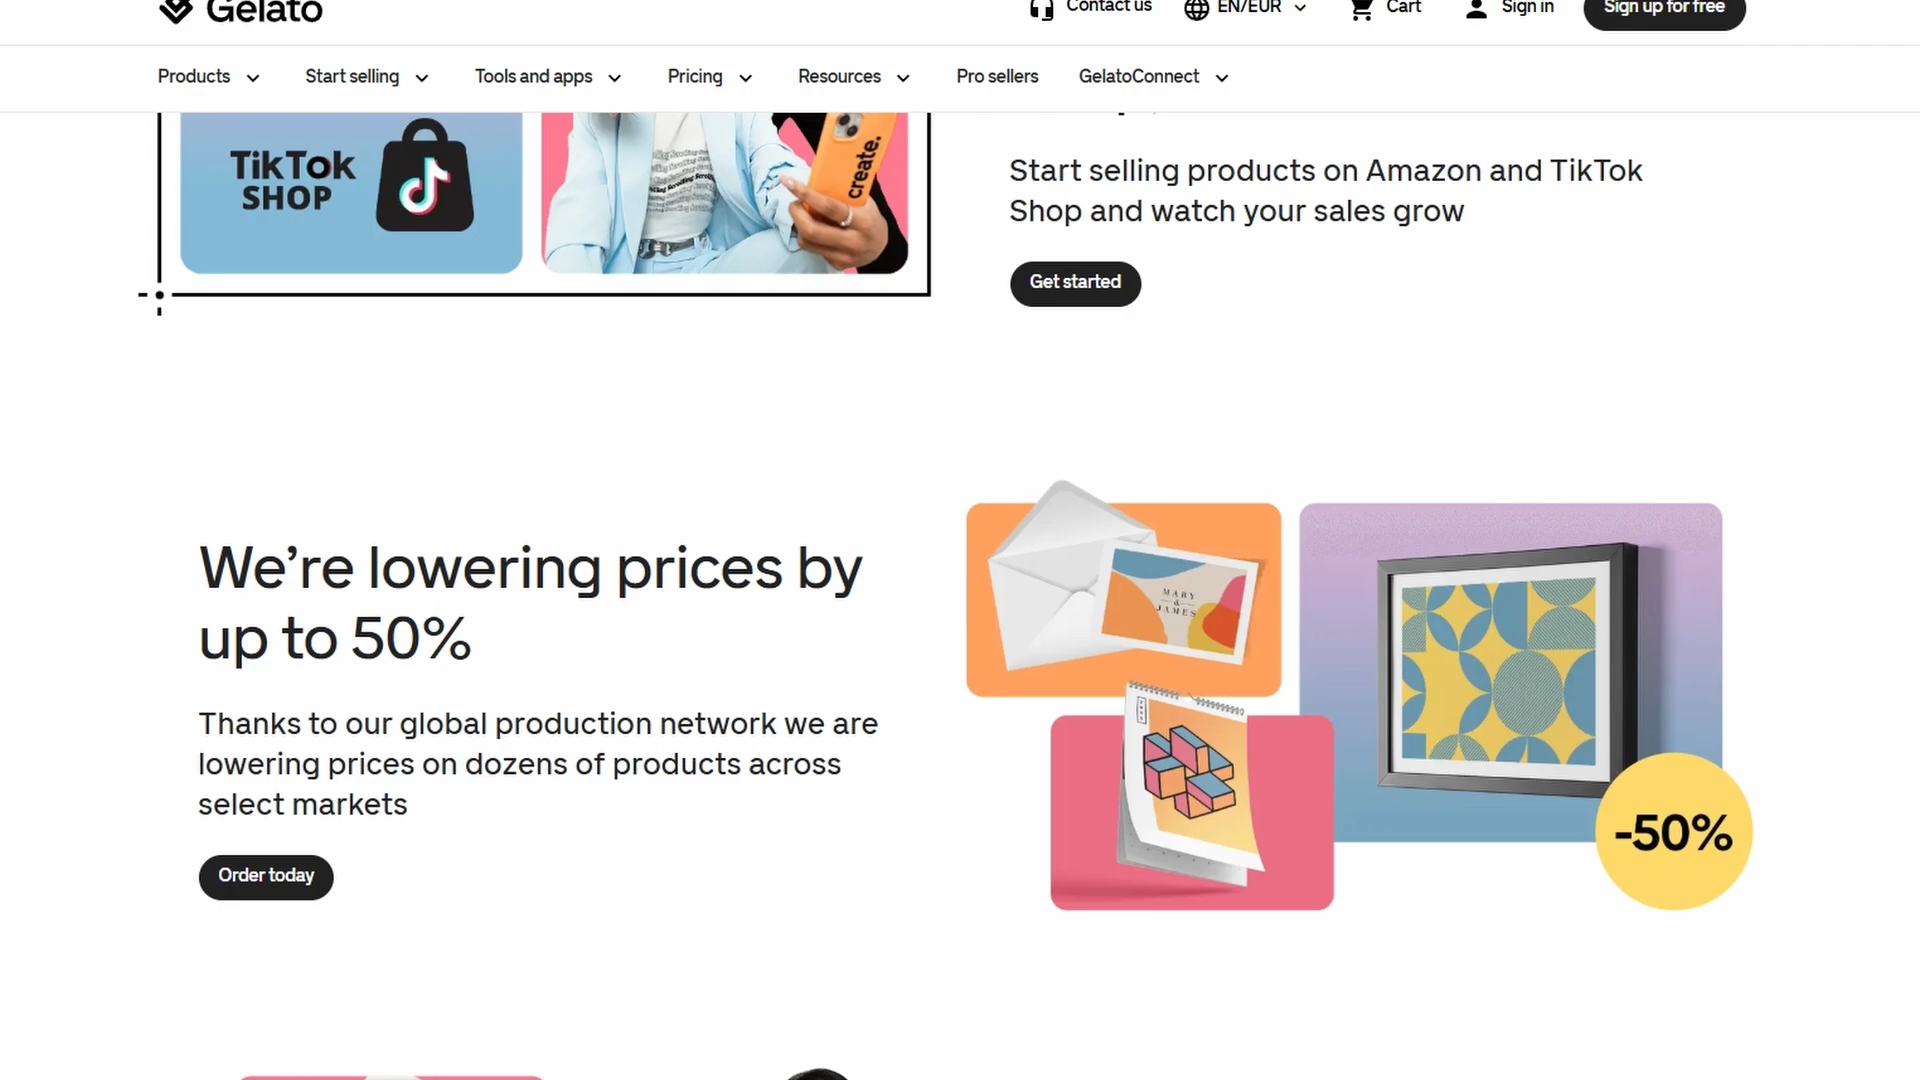 Gelato
Contact us
EN/EUR
Cart
Sign in
Sign up for free
Products
Start selling
Tools and apps
Pricing
Resources
Pro sellers
GelatoConnect
TikTok
SHOP
create.
Start selling products on Amazon and TikTok
Shop and watch your sales grow
Get started
We’re lowering prices by
up to 50%
Thanks to our global production network we are
lowering prices on dozens of products across
select markets
Order today
MARY
&
JAMES
-50%